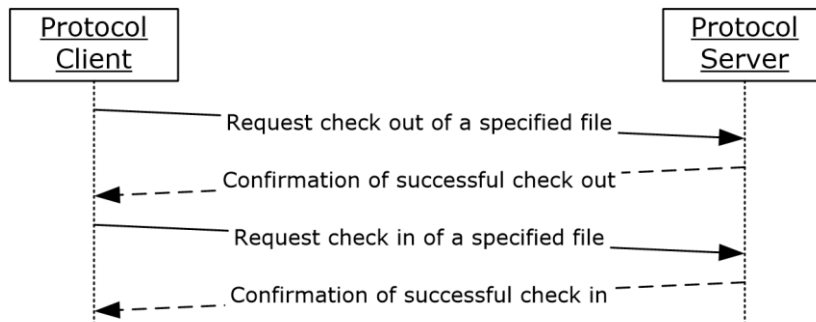 Protocol
Client
Protocol
Server
Request check out of a specified file
Confirmation of successful check out
Request check in of a specified file
Confirmation of successful check in